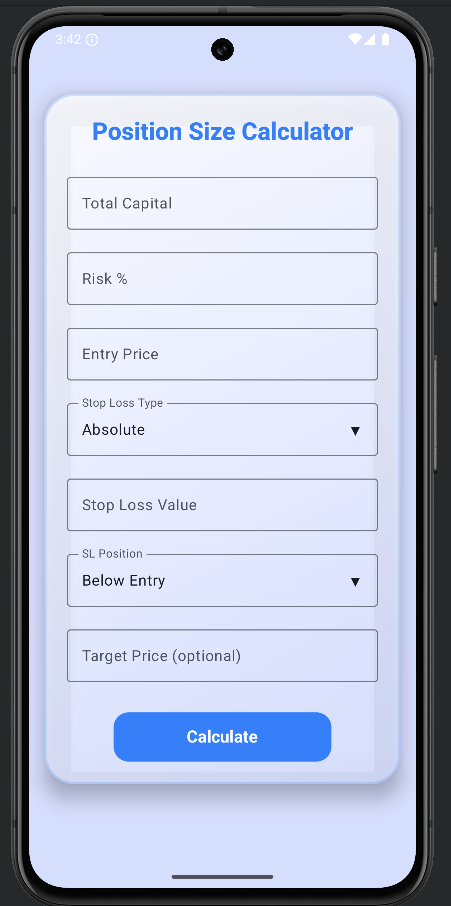 3:42
Position Size Calculator
Total Capital
Risk %
Entry Price
Stop Loss Type
Absolute
Stop Loss Value
SL Position
Below Entry
Target Price (optional)
Calculate